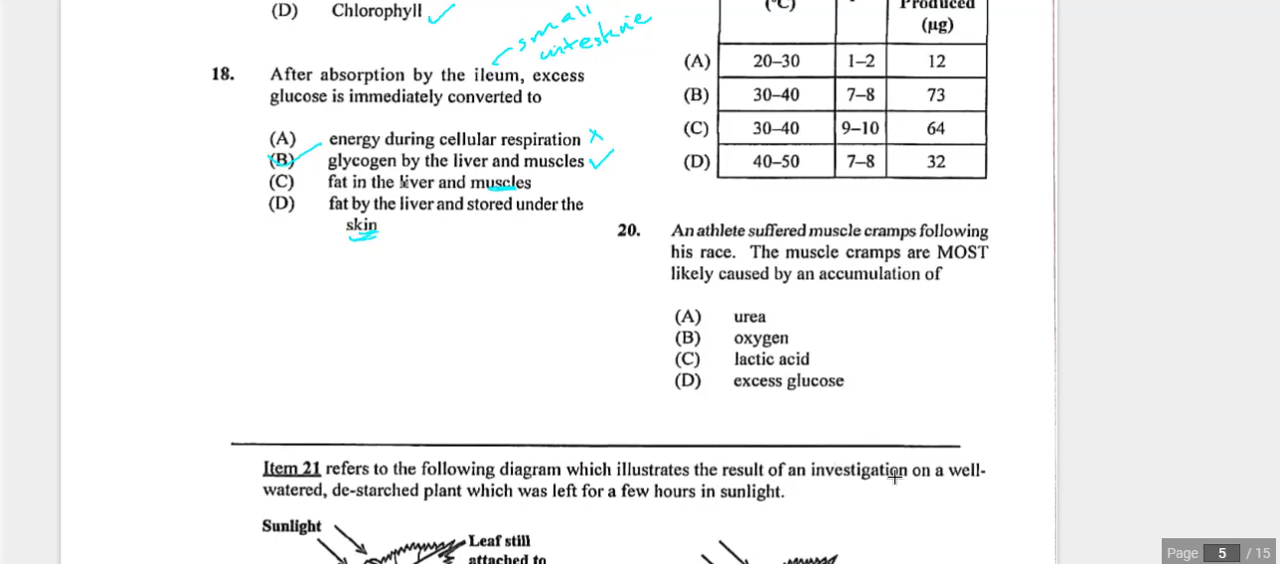 (D) Chlorophyll
small
intestine
18. After absorption by the ileum, excess
glucose is immediately converted to
(A) energy during cellular respiration
(B) glycogen by the liver and muscles
(C) fat in the liver and muscles
(D) fat by the liver and stored under the
skin
(°C) Produced
(µg)
(A) 20–30 1–2 12
(B) 30–40 7–8 73
(C) 30–40 9–10 64
(D) 40–50 7–8 32
20. An athlete suffered muscle cramps following
his race. The muscle cramps are MOST
likely caused by an accumulation of
(A) urea
(B) oxygen
(C) lactic acid
(D) excess glucose
Item 21 refers to the following diagram which illustrates the result of an investigation on a well-
watered, de-starched plant which was left for a few hours in sunlight.
Sunlight
Leaf still
attached to
Page 5 / 15